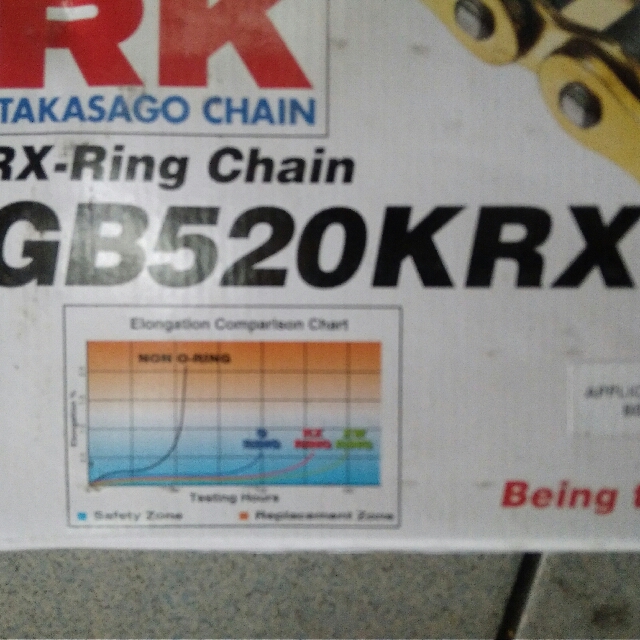 RK
TAKASAGO CHAIN
RX-Ring Chain
GB520KRX
Elongation Comparison Chart
NON O-RING
Testing Hours
Safety Zone
Replacement Zone
Being